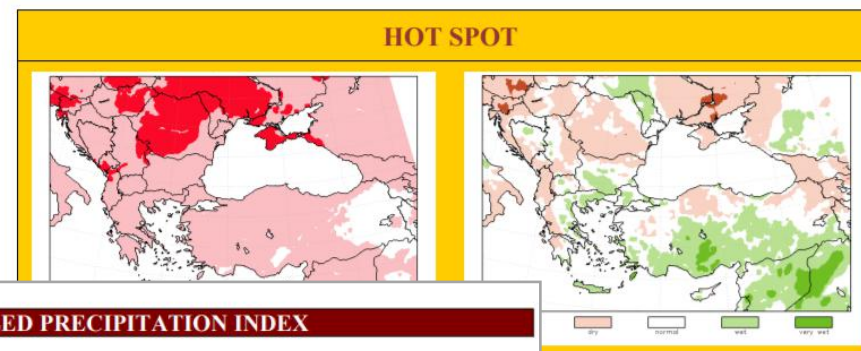 HOT SPOT
ED PRECIPITATION INDEX
dry
normal
wet
very wet